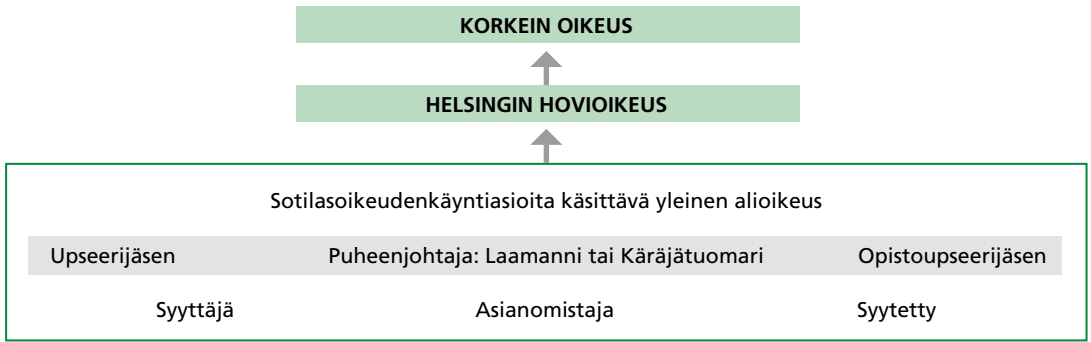 KORKEIN OIKEUS
HELSINGIN HOVIOIKEUS
Sotilasoikeudenkäyntiasioita käsittävä yleinen alioikeus
Upseerijäsen Puheenjohtaja: Laamanni tai Käräjätuomari Opistoupseerijäsen
Syyttäjä Asianomistaja Syytetty